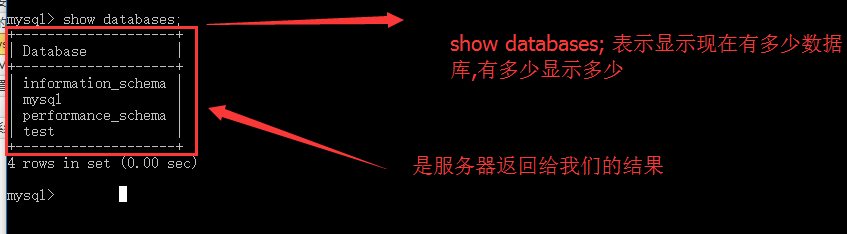 mysql> show databases;
+--------------------+
| Database           |
+--------------------+
| information_schema |
| mysql              |
| performance_schema |
| test               |
+--------------------+
4 rows in set (0.00 sec)
mysql>
show databases; 表示显示现在有多少数据
库,有多少显示多少
是服务器返回给我们的结果